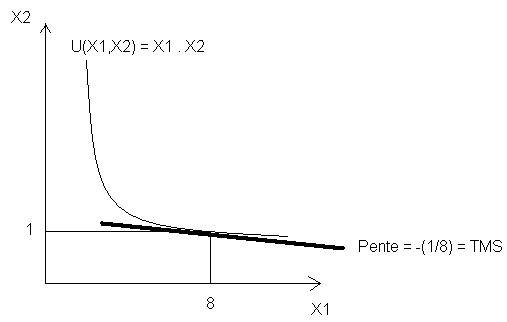 X2
U(X1,X2) = X1 . X2
1
Pente = -(1/8) = TMS
8
X1